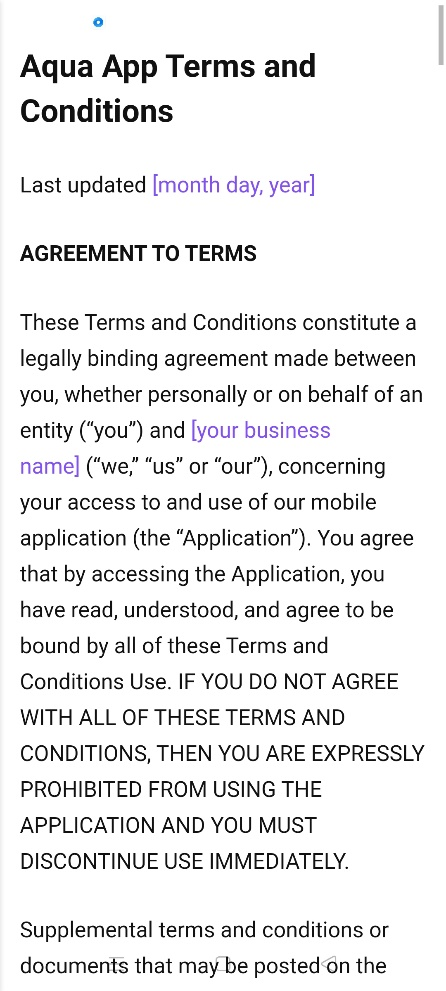 Aqua App Terms and
Conditions
Last updated [month day, year]
AGREEMENT TO TERMS
These Terms and Conditions constitute a
legally binding agreement made between
you, whether personally or on behalf of an
entity (“you”) and [your business
name] (“we,” “us” or “our”), concerning
your access to and use of our mobile
application (the “Application”). You agree
that by accessing the Application, you
have read, understood, and agree to be
bound by all of these Terms and
Conditions Use. IF YOU DO NOT AGREE
WITH ALL OF THESE TERMS AND
CONDITIONS, THEN YOU ARE EXPRESSLY
PROHIBITED FROM USING THE
APPLICATION AND YOU MUST
DISCONTINUE USE IMMEDIATELY.
Supplemental terms and conditions or
documents that may be posted on the